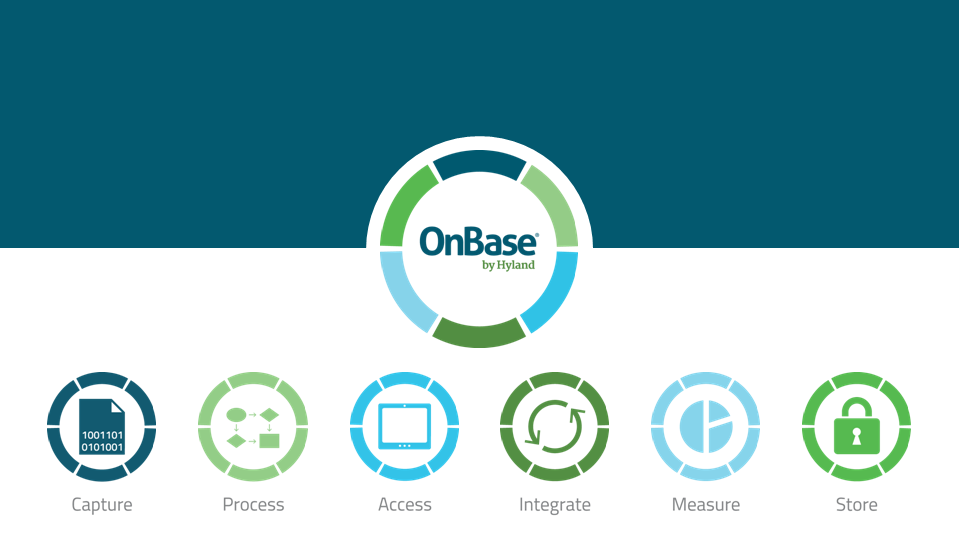 OnBase®
by Hyland
1001101
0101001
Capture
Process
Access
Integrate
Measure
Store